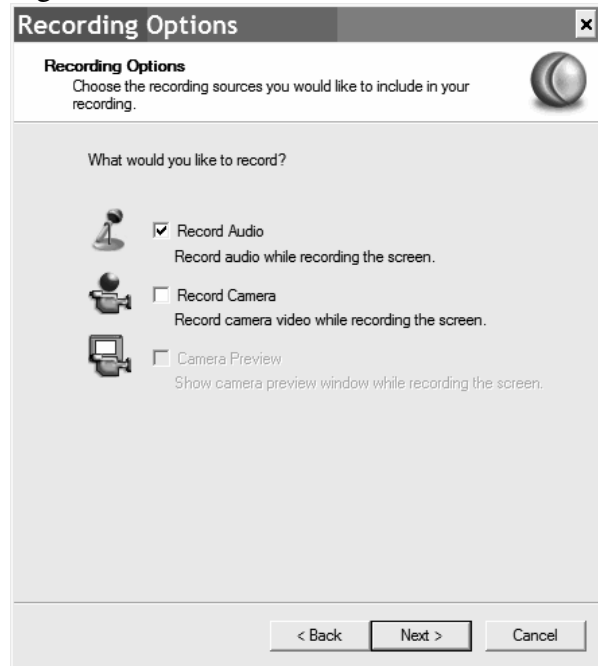 Recording Options
Recording Options
Choose the recording sources you would like to include in your
recording.
What would you like to record?
Record Audio
Record audio while recording the screen.
Record Camera
Record camera video while recording the screen.
Camera Preview
Show camera preview window while recording the screen.
< Back Next > Cancel